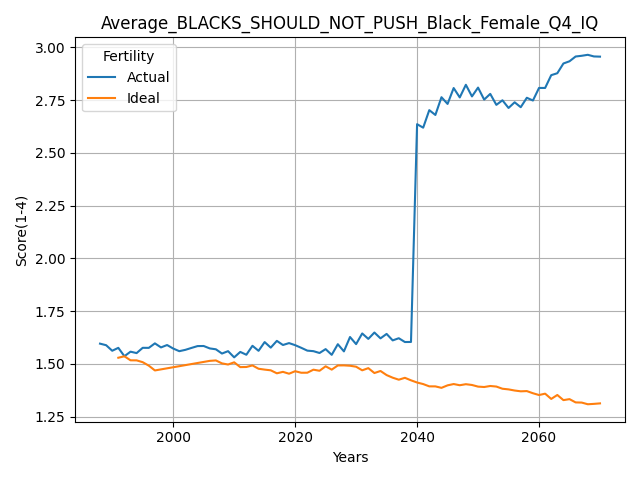 Average_BLACKS_SHOULD_NOT_PUSH_Black_Female_Q4_IQ
Fertility
Actual
Ideal
Score(1-4)
3.00
2.75
2.50
2.25
2.00
1.75
1.50
1.25
2000
2020
2040
2060
Years